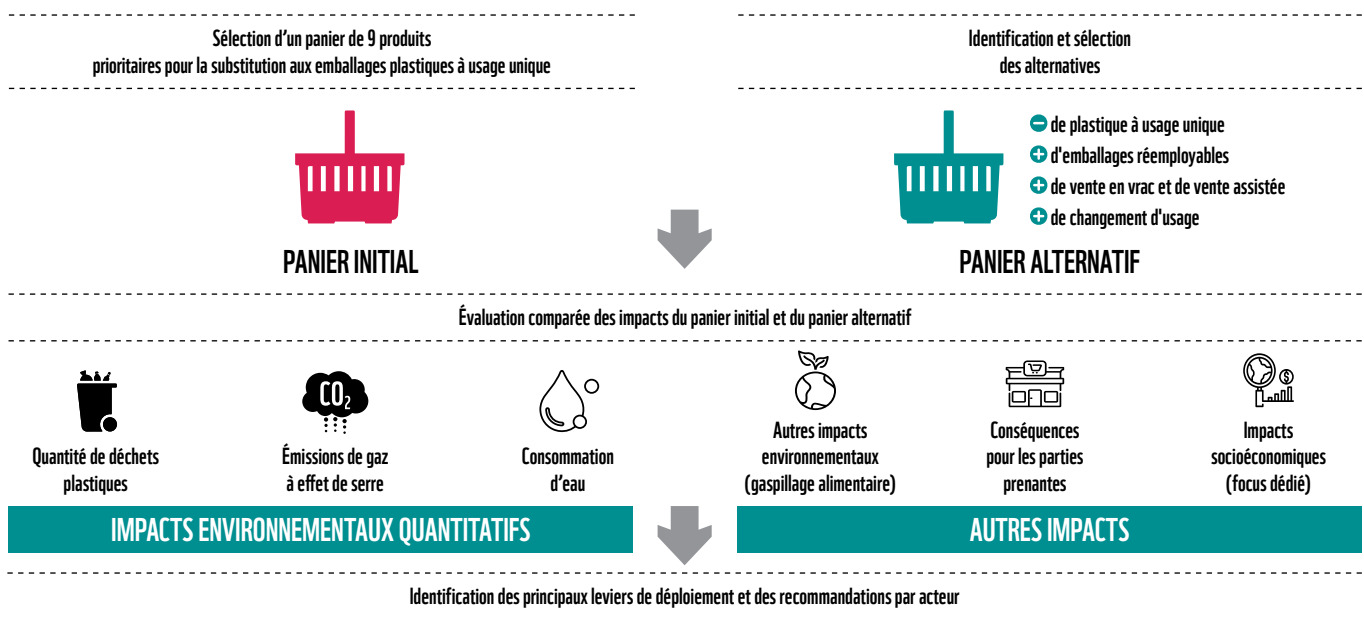 Sélection d'un panier de 9 produits
prioritaires pour la substitution aux emballages plastiques à usage unique
Identification et sélection
des alternatives
de plastique à usage unique
d'emballages réemployables
de vente en vrac et de vente assistée
de changement d'usage
PANIER INITIAL
PANIER ALTERNATIF
Évaluation comparée des impacts du panier initial et du panier alternatif
CO2
Quantité de déchets
plastiques
Émissions de gaz
à effet de serre
Consommation
d'eau
Autres impacts
environnementaux
(gaspillage alimentaire)
Conséquences
pour les parties
prenantes
Impacts
socioéconomiques
(focus dédié)
IMPACTS ENVIRONNEMENTAUX QUANTITATIFS
AUTRES IMPACTS
Identification des principaux leviers de déploiement et des recommandations par acteur